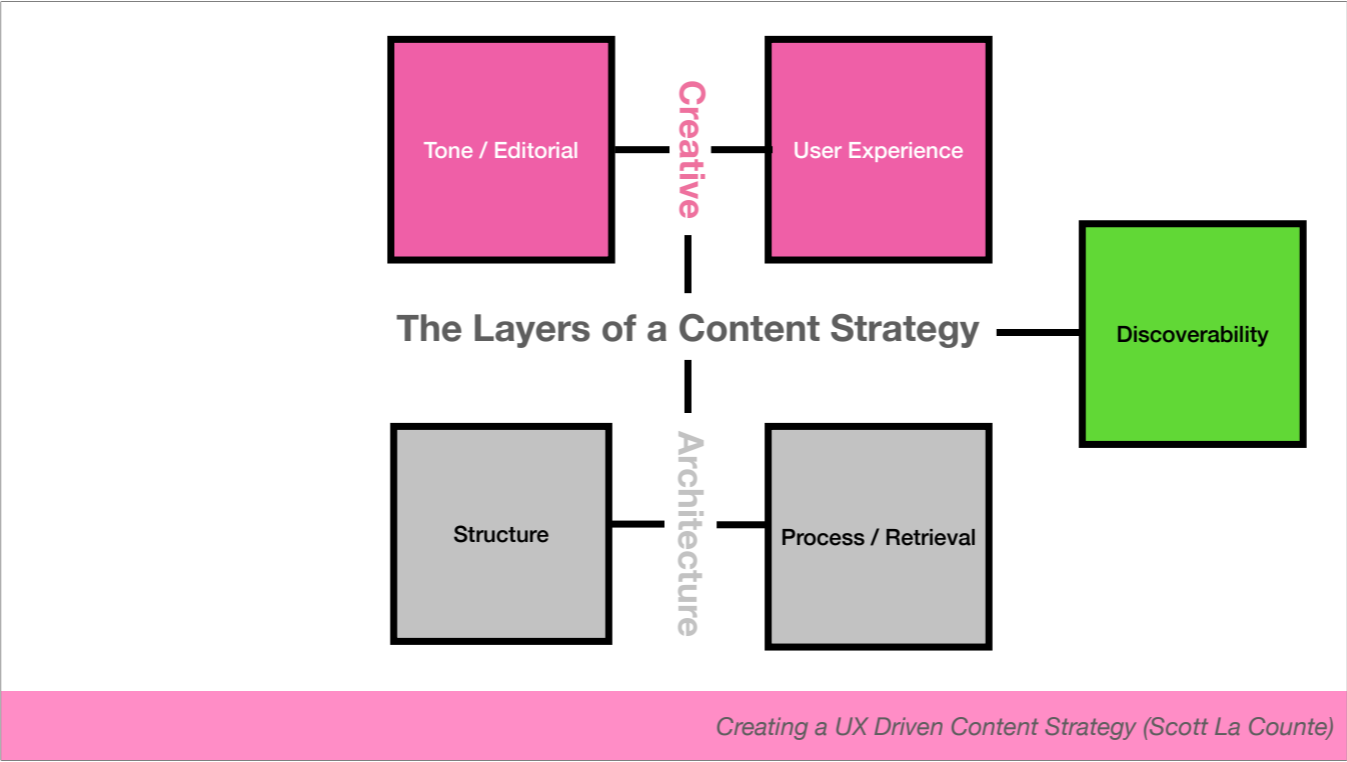 Creative
Tone / Editorial
User Experience
The Layers of a Content Strategy
Discoverability
Architecture
Structure
Process / Retrieval
Creating a UX Driven Content Strategy (Scott La Counte)